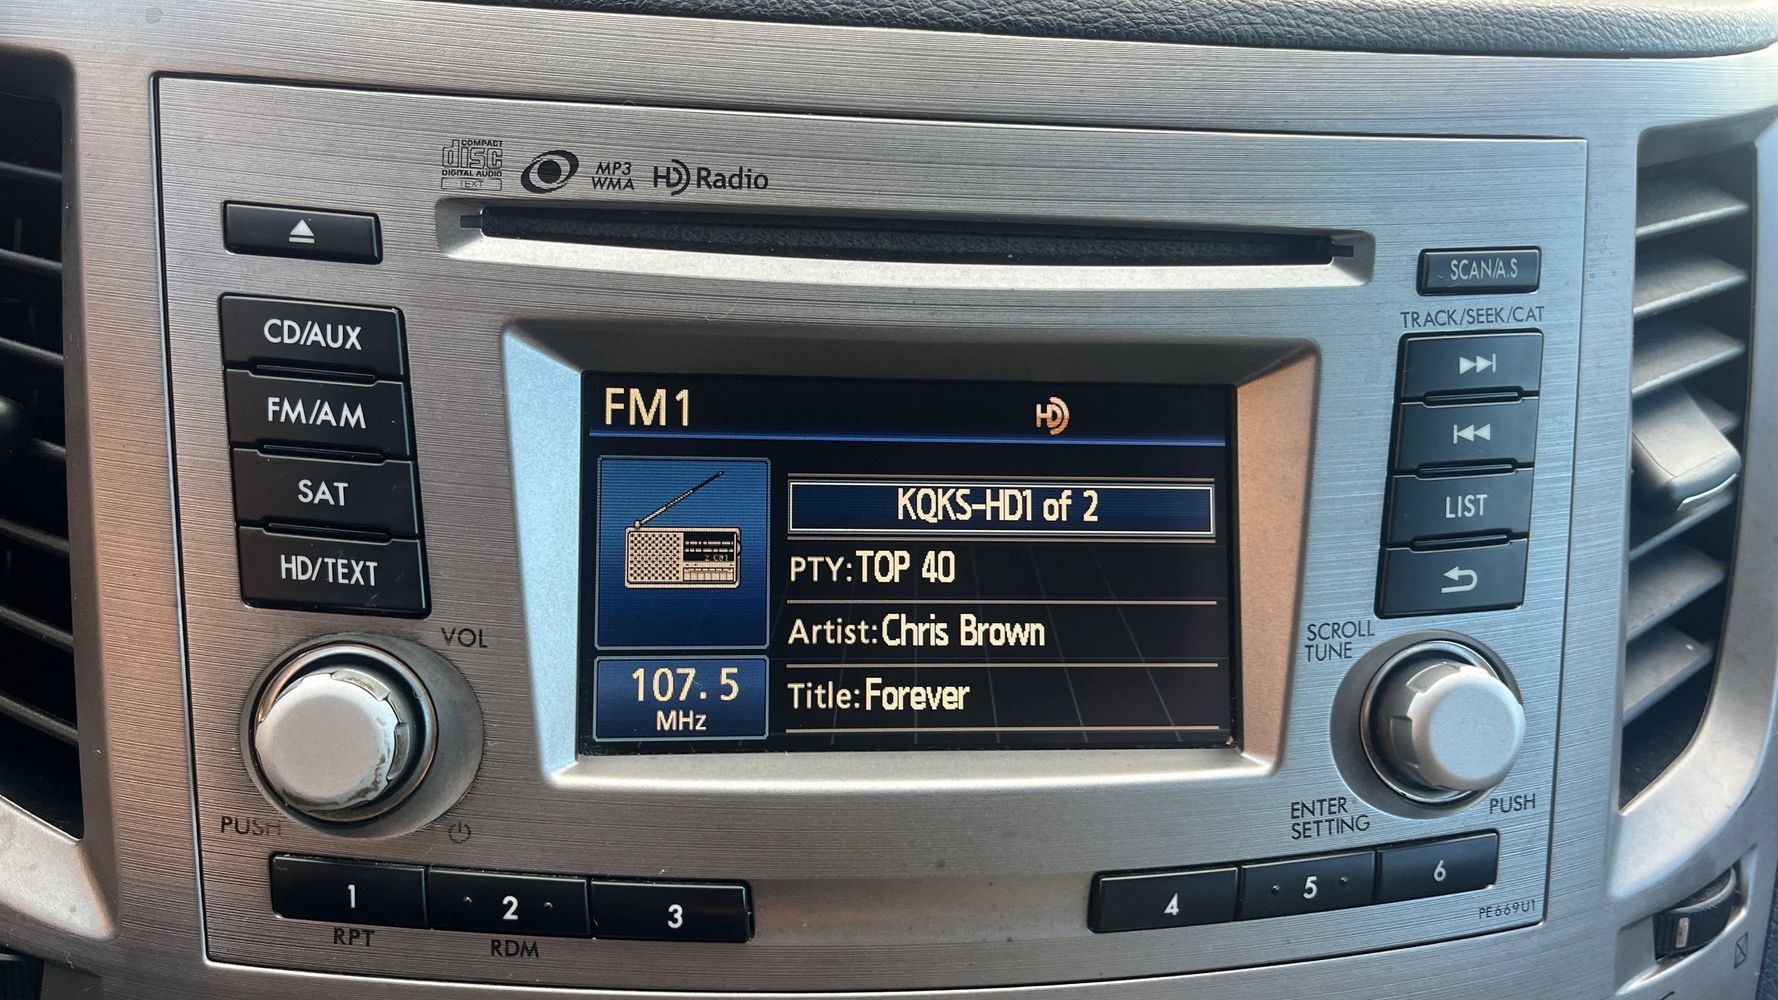 COMPACT
disc
DIGITAL AUDIO
TEXT
MP3
WMA
HD Radio
SCAN/A.S
TRACK/SEEK/CAT
CD/AUX
FM/AM
SAT
HD/TEXT
LIST
FM1
HD
KQKS-HD1 of 2
PTY:TOP 40
Artist:Chris Brown
Title:Forever
107.5
MHz
VOL
PUSH
SCROLL
TUNE
ENTER
SETTING
PUSH
1
RPT
2
RDM
3
4
5
6
PE669U1